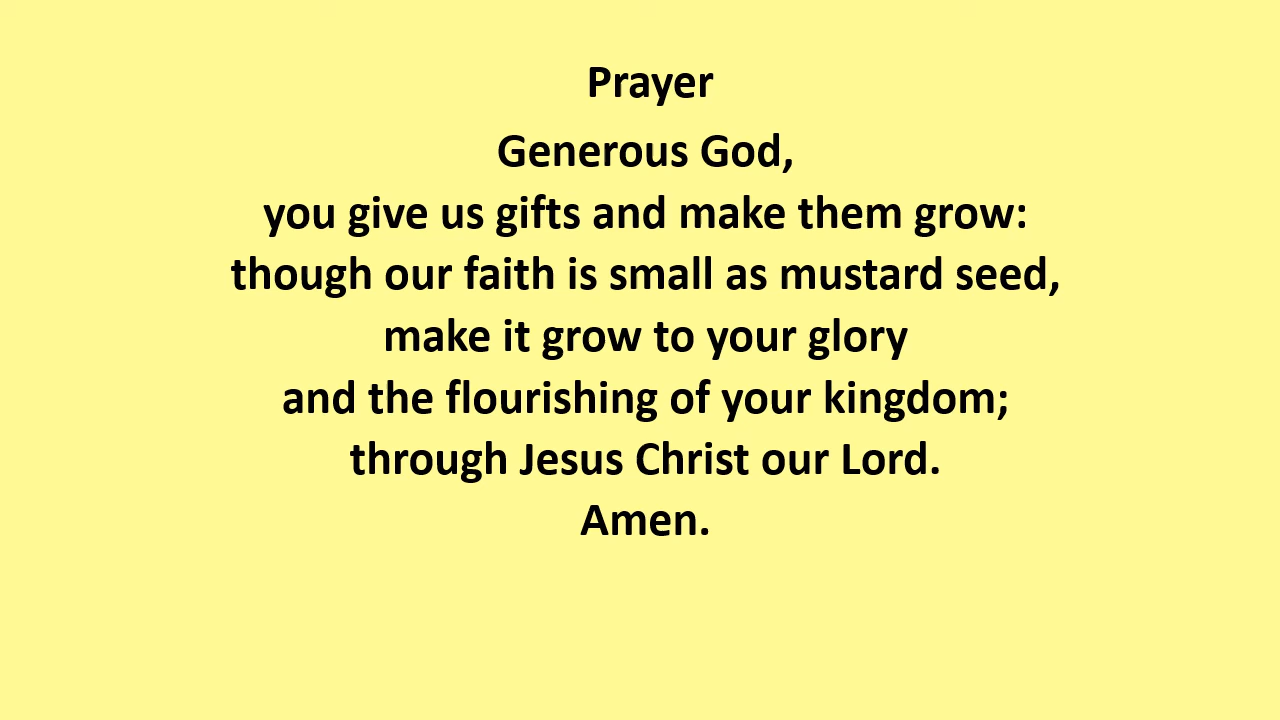 Prayer
Generous God,
you give us gifts and make them grow:
though our faith is small as mustard seed,
make it grow to your glory
and the flourishing of your kingdom;
through Jesus Christ our Lord.
Amen.